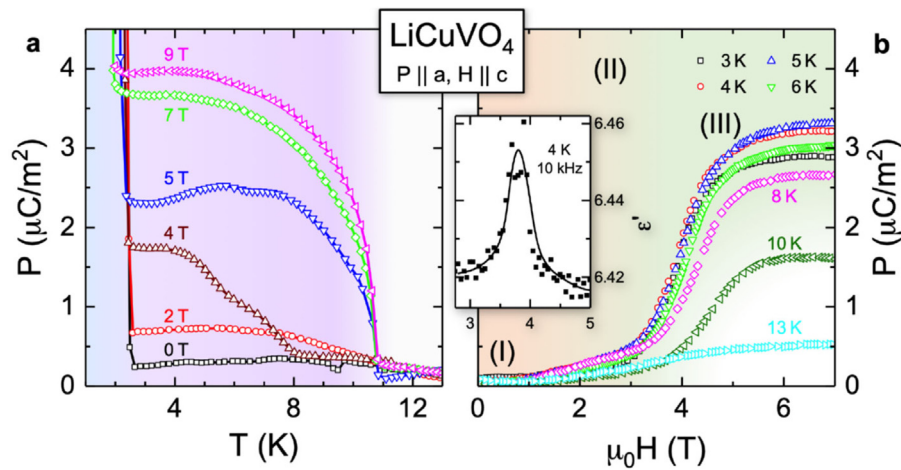 a
LiCuVO4
P || a, H || c
b
P (μC/m²)
4
3
2
1
0
9 T
7 T
5 T
4 T
2 T
0 T
4 8 12
T (K)
(I)
(II)
(III)
3 K 5 K
4 K 6 K
8 K
10 K
13 K
4 K
10 kHz
6.46
6.44
6.42
ε'
3 4 5
0 2 4 6
μ0H (T)
4
3
2
1
0
P (μC/m²)